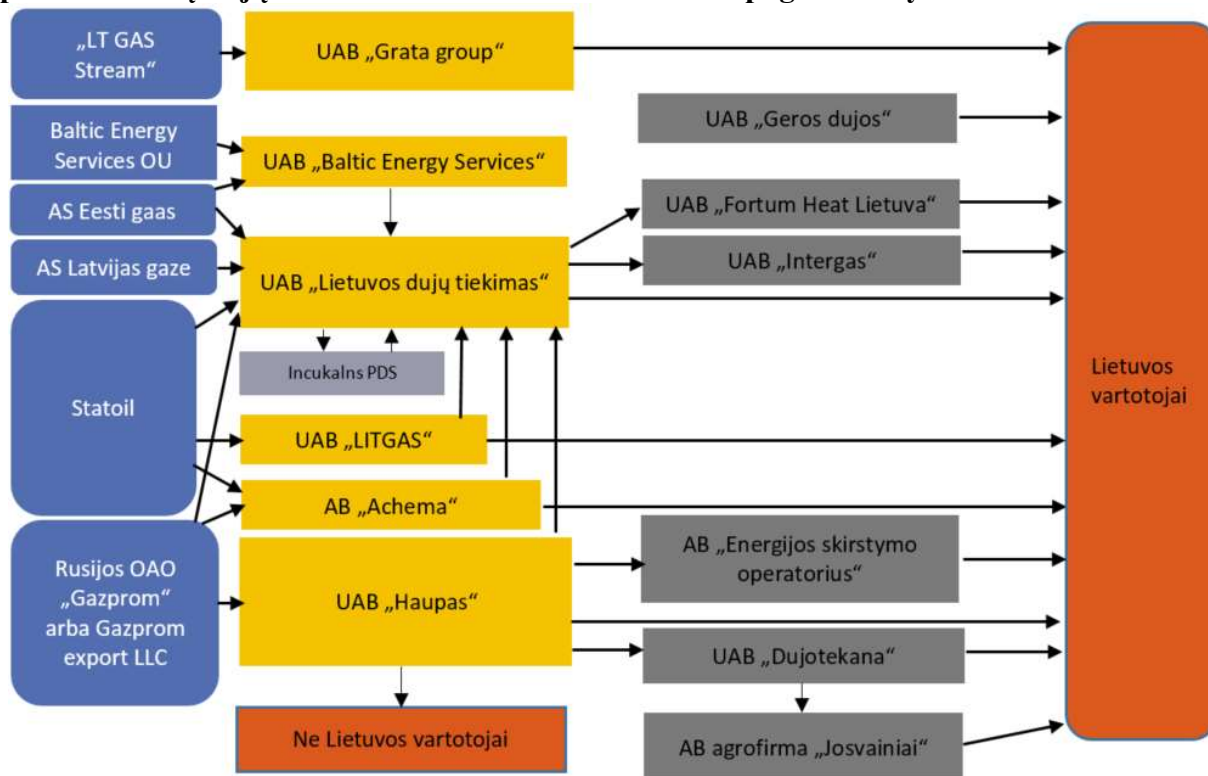 „LT GAS
Stream“
UAB „Grata group“
Baltic Energy
Services OU
UAB „Geros dujos“
UAB „Baltic Energy Services“
AS Eesti gaas
UAB „Fortum Heat Lietuva“
AS Latvijas gaze
UAB „Lietuvos dujų tiekimas“
UAB „Intergas“
Incukalns PDS
Lietuvos
vartotojai
Statoil
UAB „LITGAS“
AB „Achema“
AB „Energijos skirstymo
operatorius“
Rusijos OAO
„Gazprom“
arba Gazprom
export LLC
UAB „Haupas“
UAB „Dujotekana“
Ne Lietuvos vartotojai
AB agrofirma „Josvainiai“